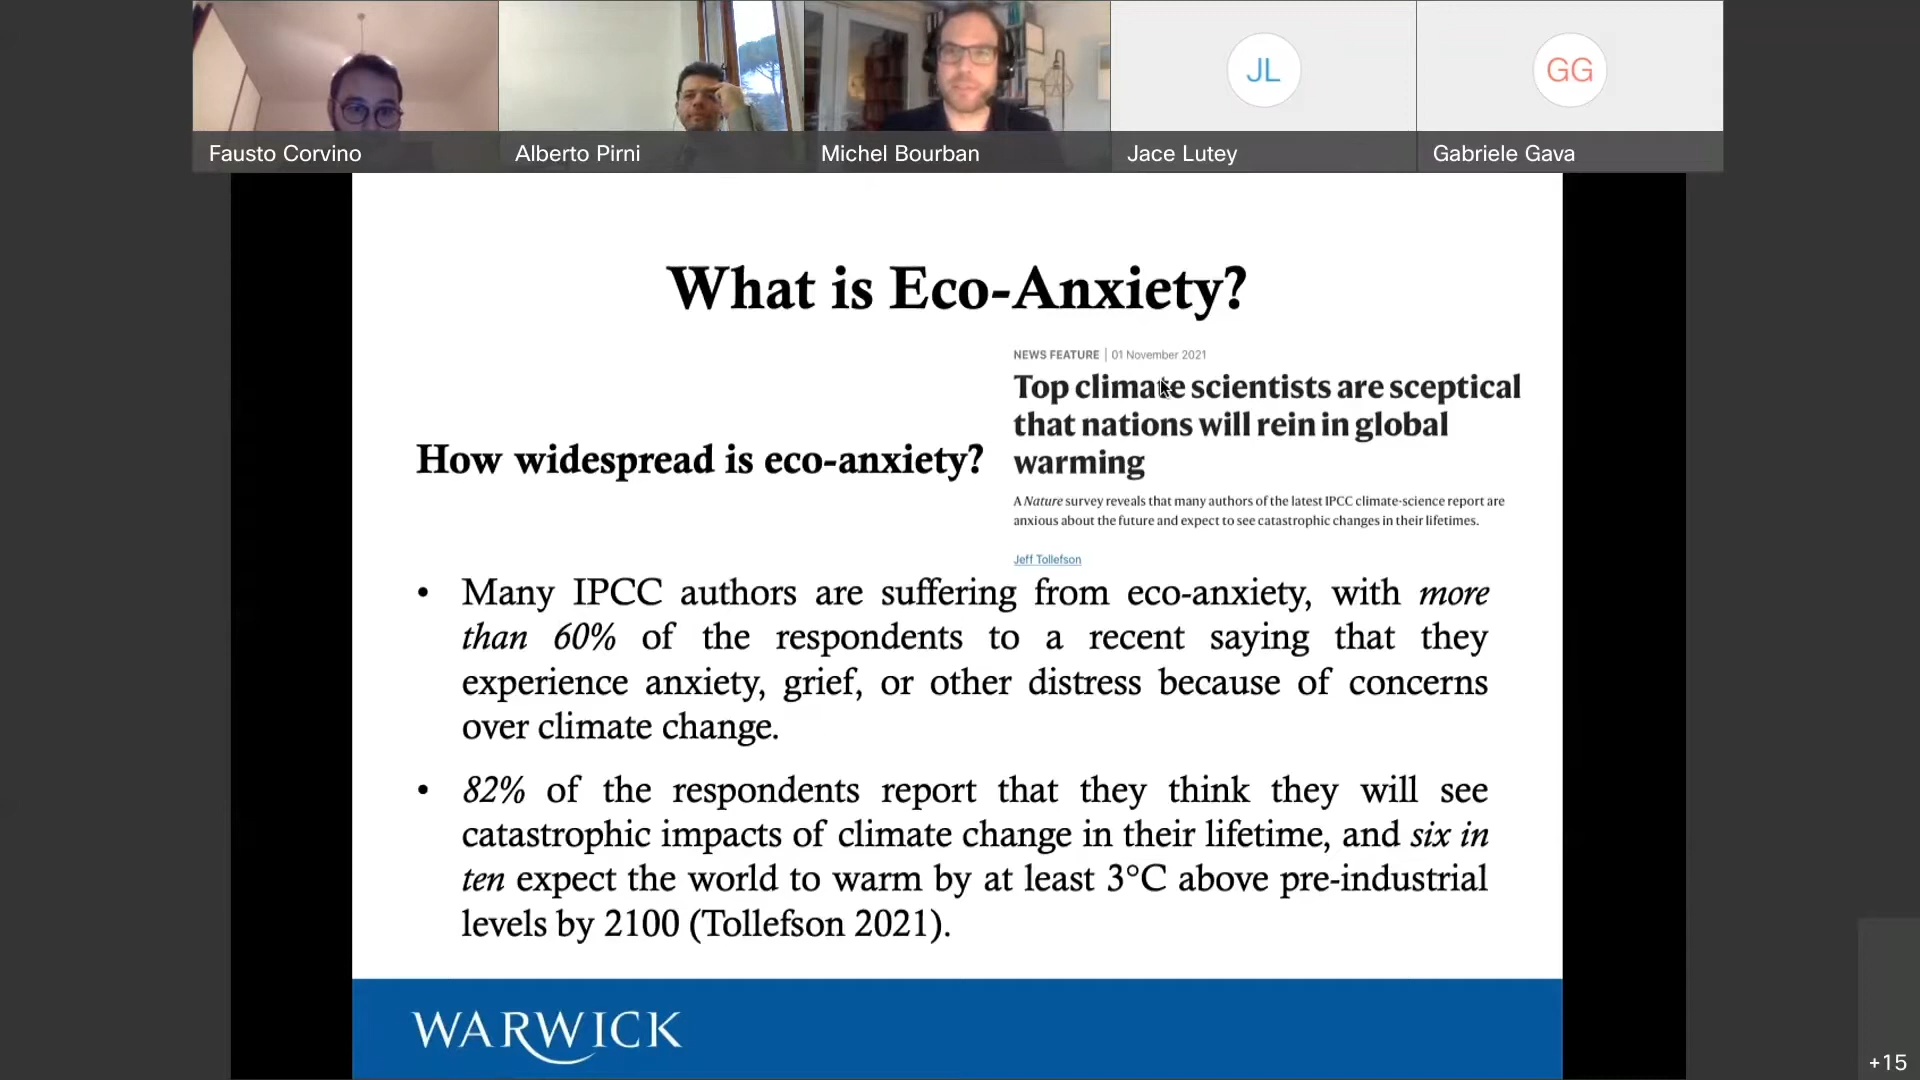 Fausto Corvino
Alberto Pirni
Michel Bourban
JL
Jace Lutey
GG
Gabriele Gava
What is Eco-Anxiety?
NEWS FEATURE | 01 November 2021
Top climate scientists are sceptical
that nations will rein in global
warming
How widespread is eco-anxiety?
A Nature survey reveals that many authors of the latest IPCC climate-science report are
anxious about the future and expect to see catastrophic changes in their lifetimes.
Jeff Tollefson
• Many IPCC authors are suffering from eco-anxiety, with more
than 60% of the respondents to a recent saying that they
experience anxiety, grief, or other distress because of concerns
over climate change.
• 82% of the respondents report that they think they will see
catastrophic impacts of climate change in their lifetime, and six in
ten expect the world to warm by at least 3°C above pre-industrial
levels by 2100 (Tollefson 2021).
WARWICK
+15